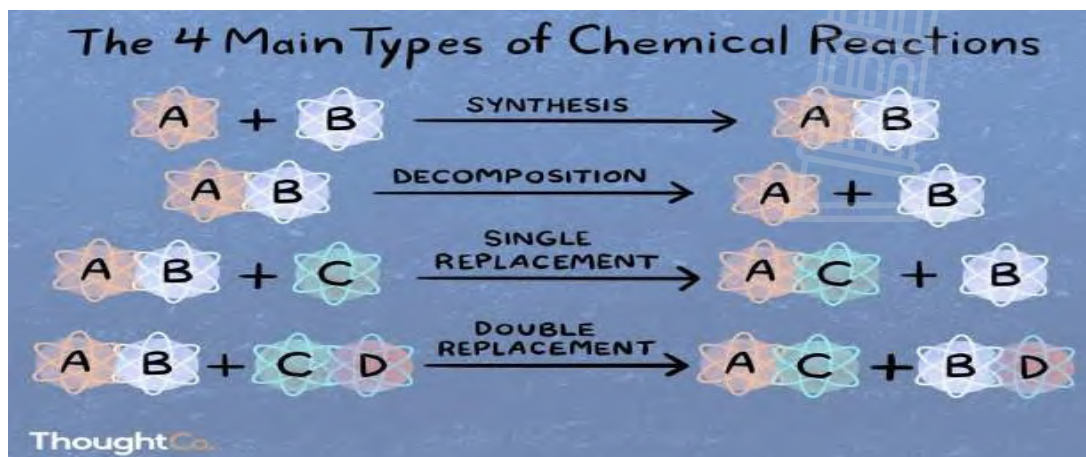 The 4 Main Types of Chemical Reactions
A + B SYNTHESIS A B
A B DECOMPOSITION A + B
A B + C SINGLE REPLACEMENT A C + B
A B + C D DOUBLE REPLACEMENT A C + B D
ThoughtCo.